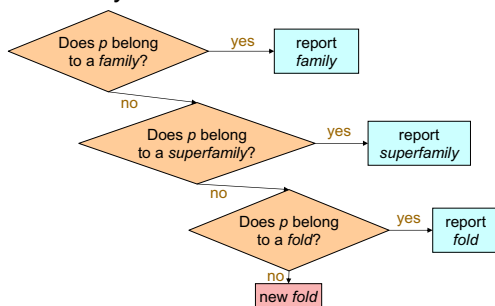 Does p belong
to a family?
yes
report
family
no
Does p belong
to a superfamily?
yes
report
superfamily
no
Does p belong
to a fold?
yes
report
fold
no
new fold